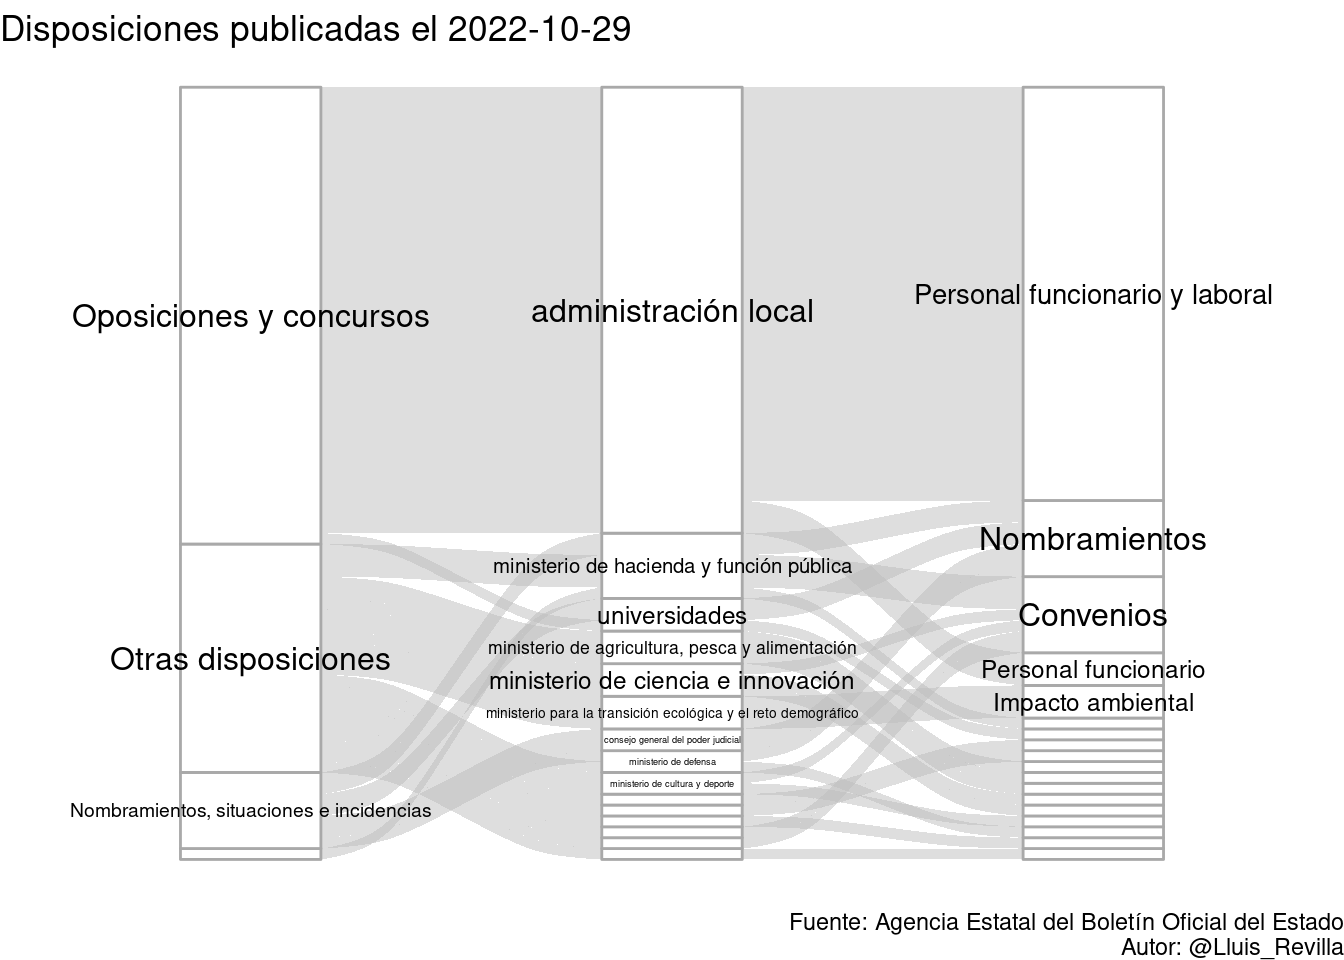 Disposiciones publicadas el 2022-10-29
Oposiciones y concursos
Otras disposiciones
Nombramientos, situaciones e incidencias
administración local
ministerio de hacienda y función pública
universidades
ministerio de agricultura, pesca y alimentación
ministerio de ciencia e innovación
ministerio para la transición ecológica y el reto demográfico
consejo general del poder judicial
ministerio de defensa
ministerio de cultura y deporte
Personal funcionario y laboral
Nombramientos
Convenios
Personal funcionario
Impacto ambiental
Fuente: Agencia Estatal del Boletín Oficial del Estado
Autor: @Lluis_Revilla